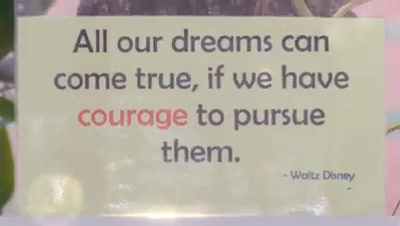 All our dreams can
come true, if we have
courage to pursue
them.
- Waltz Disney